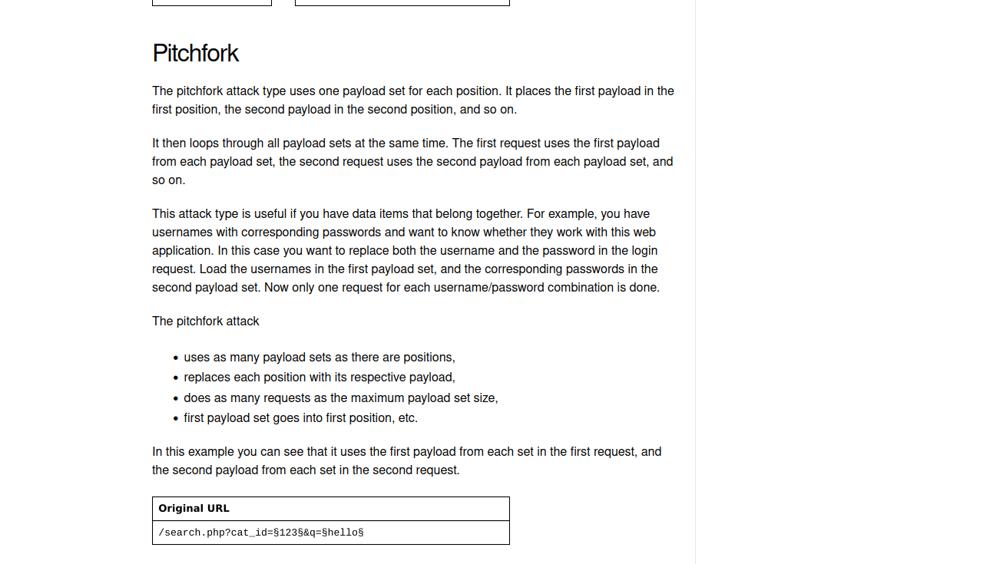 Pitchfork
The pitchfork attack type uses one payload set for each position. It places the first payload in the
first position, the second payload in the second position, and so on.
It then loops through all payload sets at the same time. The first request uses the first payload
from each payload set, the second request uses the second payload from each payload set, and
so on.
This attack type is useful if you have data items that belong together. For example, you have
usernames with corresponding passwords and want to know whether they work with this web
application. In this case you want to replace both the username and the password in the login
request. Load the usernames in the first payload set, and the corresponding passwords in the
second payload set. Now only one request for each username/password combination is done.
The pitchfork attack
• uses as many payload sets as there are positions,
• replaces each position with its respective payload,
• does as many requests as the maximum payload set size,
• first payload set goes into first position, etc.
In this example you can see that it uses the first payload from each set in the first request, and
the second payload from each set in the second request.
Original URL
/search.php?cat_id=§123§&q=§hello§